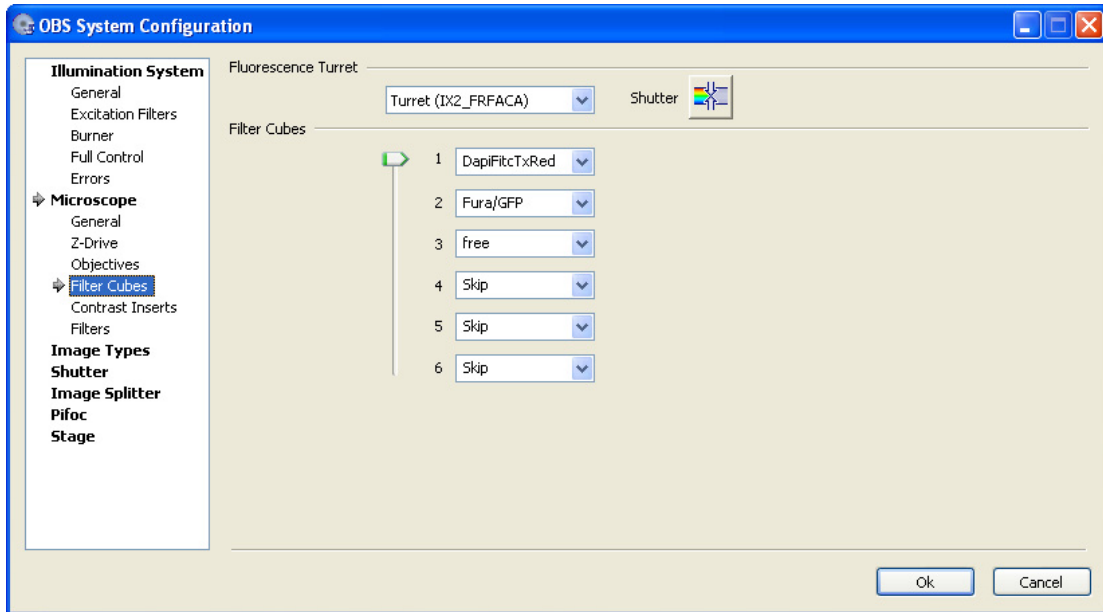 OBS System Configuration
Illumination System
General
Excitation Filters
Burner
Full Control
Errors
Microscope
General
Z-Drive
Objectives
Filter Cubes
Contrast Inserts
Filters
Image Types
Shutter
Image Splitter
Pifoc
Stage
Fluorescence Turret
Turret (IX2_FRFACA) Shutter
Filter Cubes
1 DapiFitcTxRed
2 Fura/GFP
3 free
4 Skip
5 Skip
6 Skip
Ok Cancel